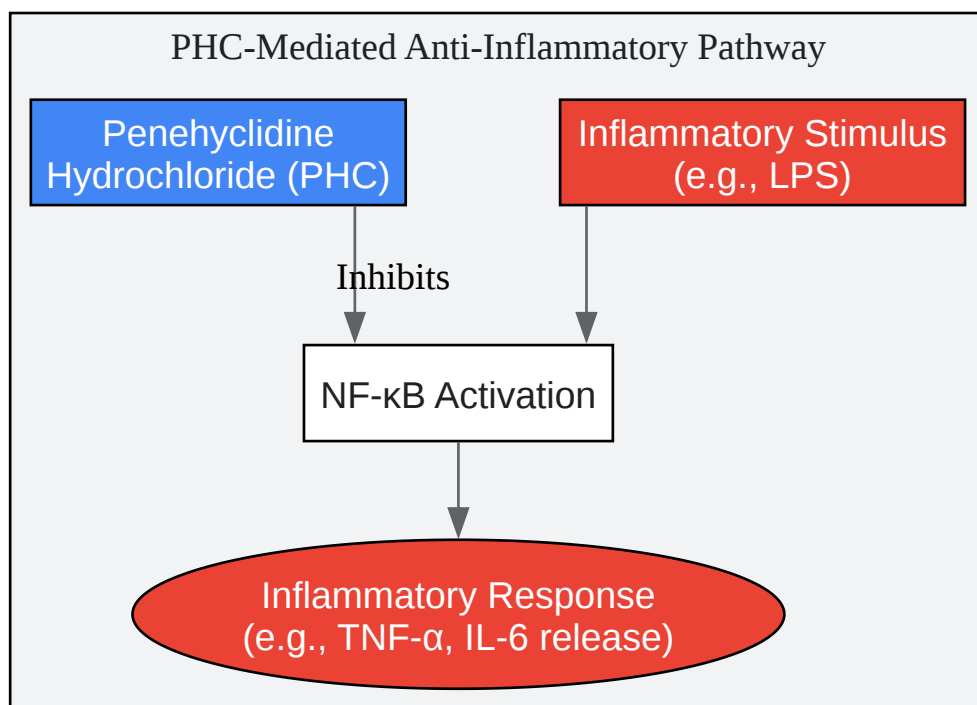 PHC-Mediated Anti-Inflammatory Pathway
Penehyclidine
Hydrochloride (PHC)
Inflammatory Stimulus
(e.g., LPS)
Inhibits
NF-κB Activation
Inflammatory Response
(e.g., TNF-α, IL-6 release)